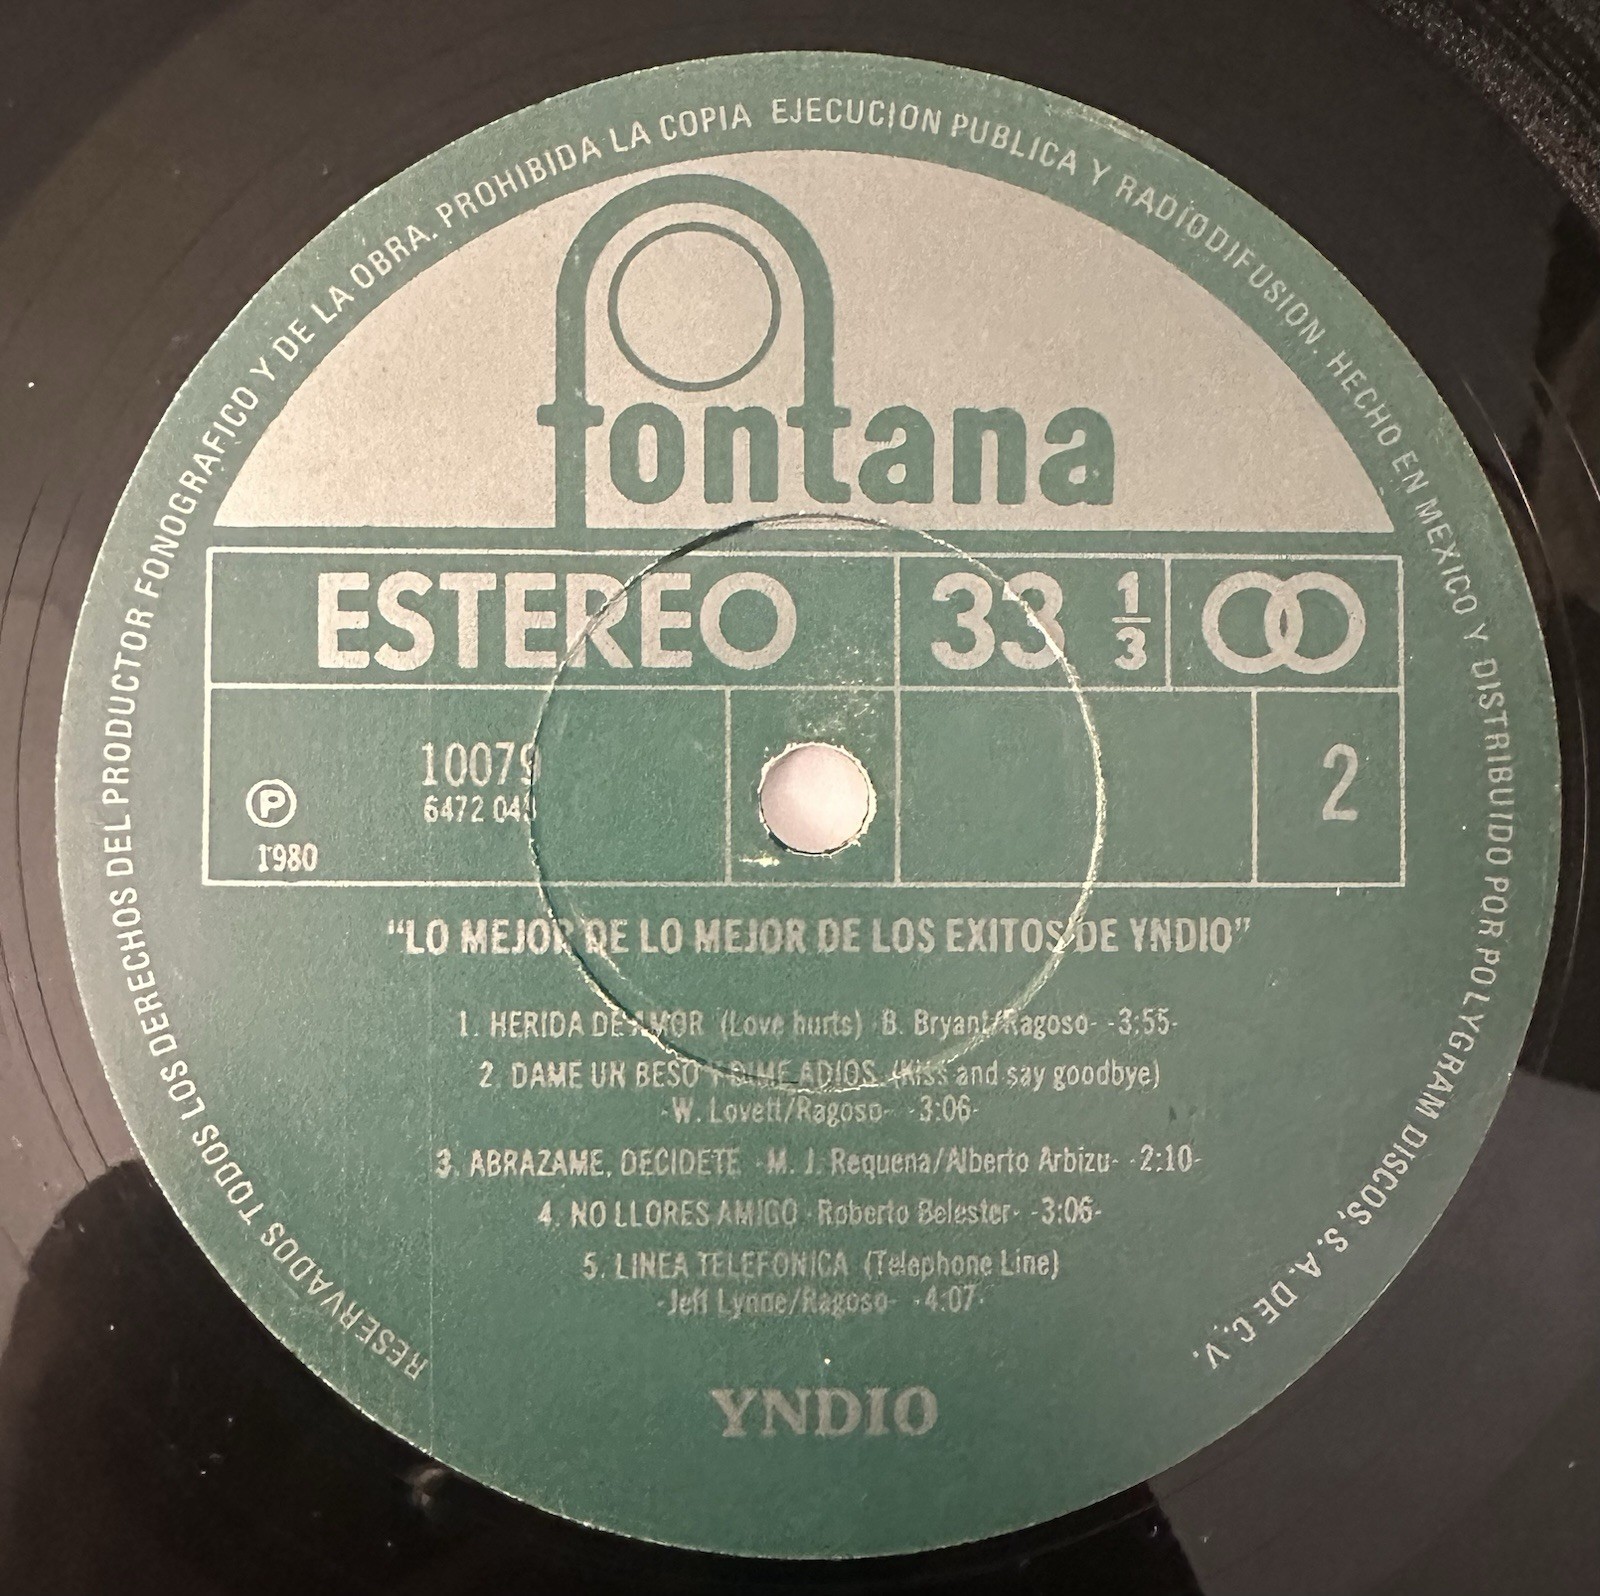 RESERVADOS TODOS LOS DERECHOS DEL PRODUCTOR FONOGRAFICO Y DE LA OBRA. PROHIBIDA LA COPIA EJECUCION PUBLICA Y RADIODIFUSION. HECHO EN MEXICO Y DISTRIBUIDO POR POLYGRAM DISCOS, S. A. DE C. V.
fontana
ESTEREO 33 1/3
10079
6472 045
2
℗
1980
"LO MEJOR DE LO MEJOR DE LOS EXITOS DE YNDIO"
1. HERIDA DE AMOR (Love hurts) -B. Bryant/Ragoso- -3:55-
2. DAME UN BESO Y DIME ADIOS. (Kiss and say goodbye)
-W. Lovett/Ragoso- -3:06-
3. ABRAZAME, DECIDETE -M. J. Requena/Alberto Arbizu- -2:10-
4. NO LLORES AMIGO -Roberto Belester- -3:06-
5. LINEA TELEFONICA (Telephone Line)
-Jeff Lynne/Ragoso- -4:07-
YNDIO